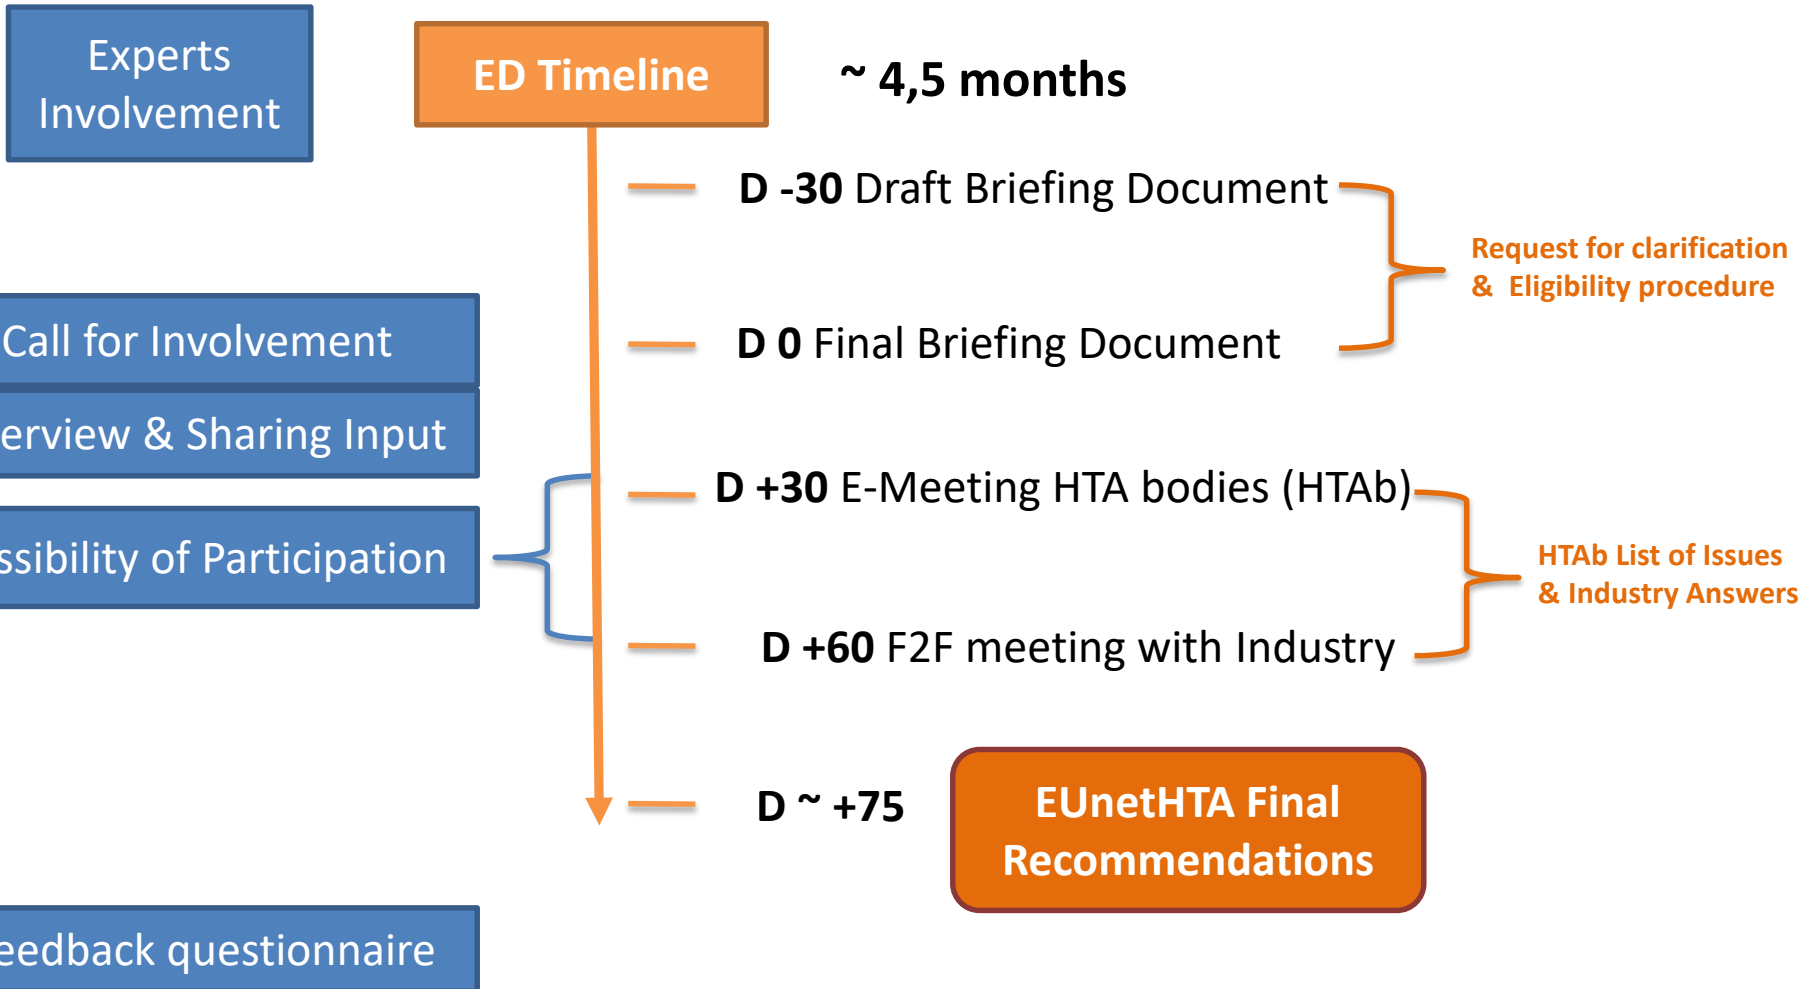 Experts
Involvement
ED Timeline
~ 4,5 months
D -30 Draft Briefing Document
Request for clarification
& Eligibility procedure
Call for Involvement
D 0 Final Briefing Document
erview & Sharing Input
D +30 E-Meeting HTA bodies (HTAb)
ssibility of Participation
HTAb List of Issues
& Industry Answers
D +60 F2F meeting with Industry
D ~ +75
EUnetHTA Final
Recommendations
eedback questionnaire